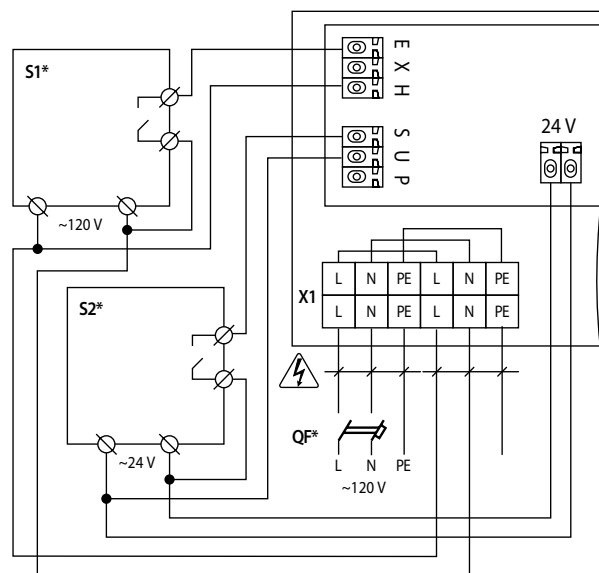 S1*
~120 V
E
X
H
S
U
P
24 V
X1
L N PE L N PE
L N PE L N PE
S2*
~24 V
QF*
L N PE
~120 V